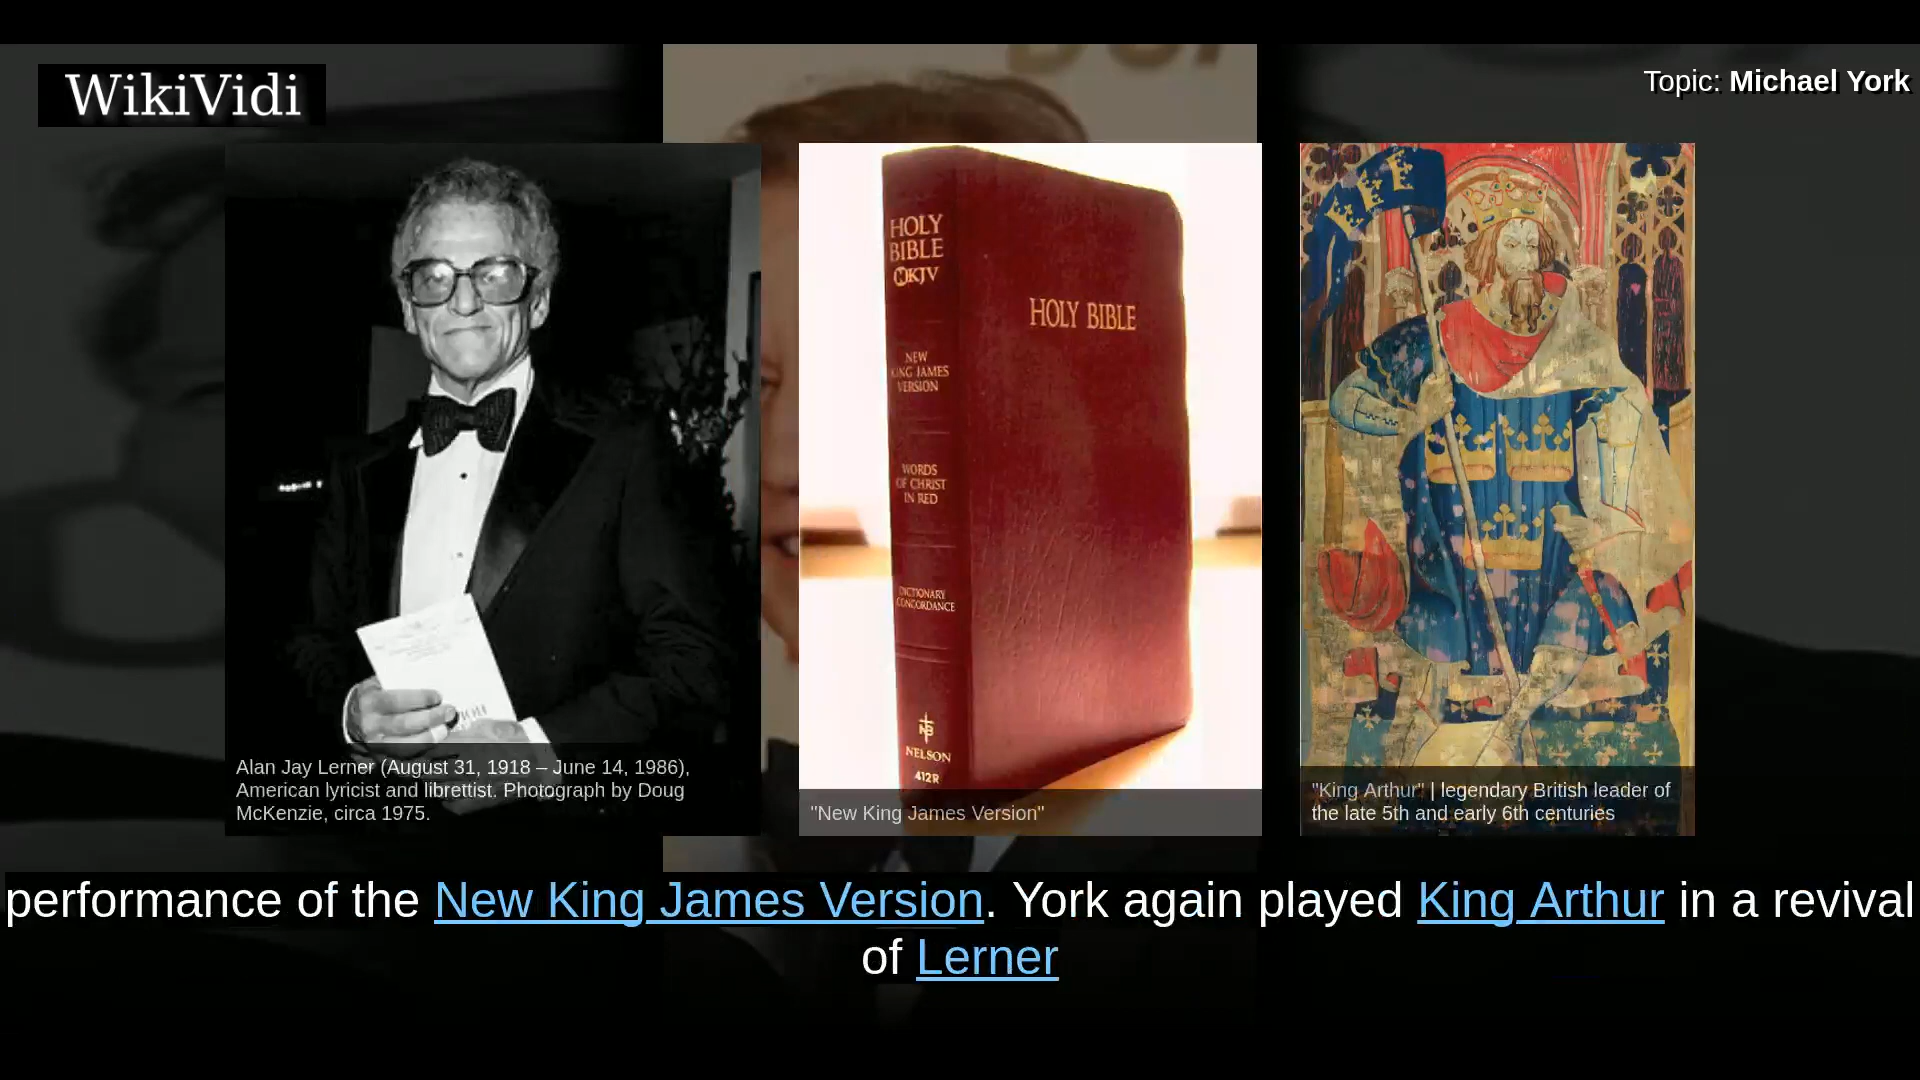 WikiVidi
Topic: Michael York
HOLY
BIBLE
NKJV
NEW
KING JAMES
VERSION
WORDS
OF CHRIST
IN RED
DICTIONARY
CONCORDANCE
NELSON
412R
HOLY BIBLE
Alan Jay Lerner (August 31, 1918 – June 14, 1986),
American lyricist and librettist. Photograph by Doug
McKenzie, circa 1975.
"New King James Version"
"King Arthur" | legendary British leader of
the late 5th and early 6th centuries
performance of the New King James Version. York again played King Arthur in a revival
of Lerner